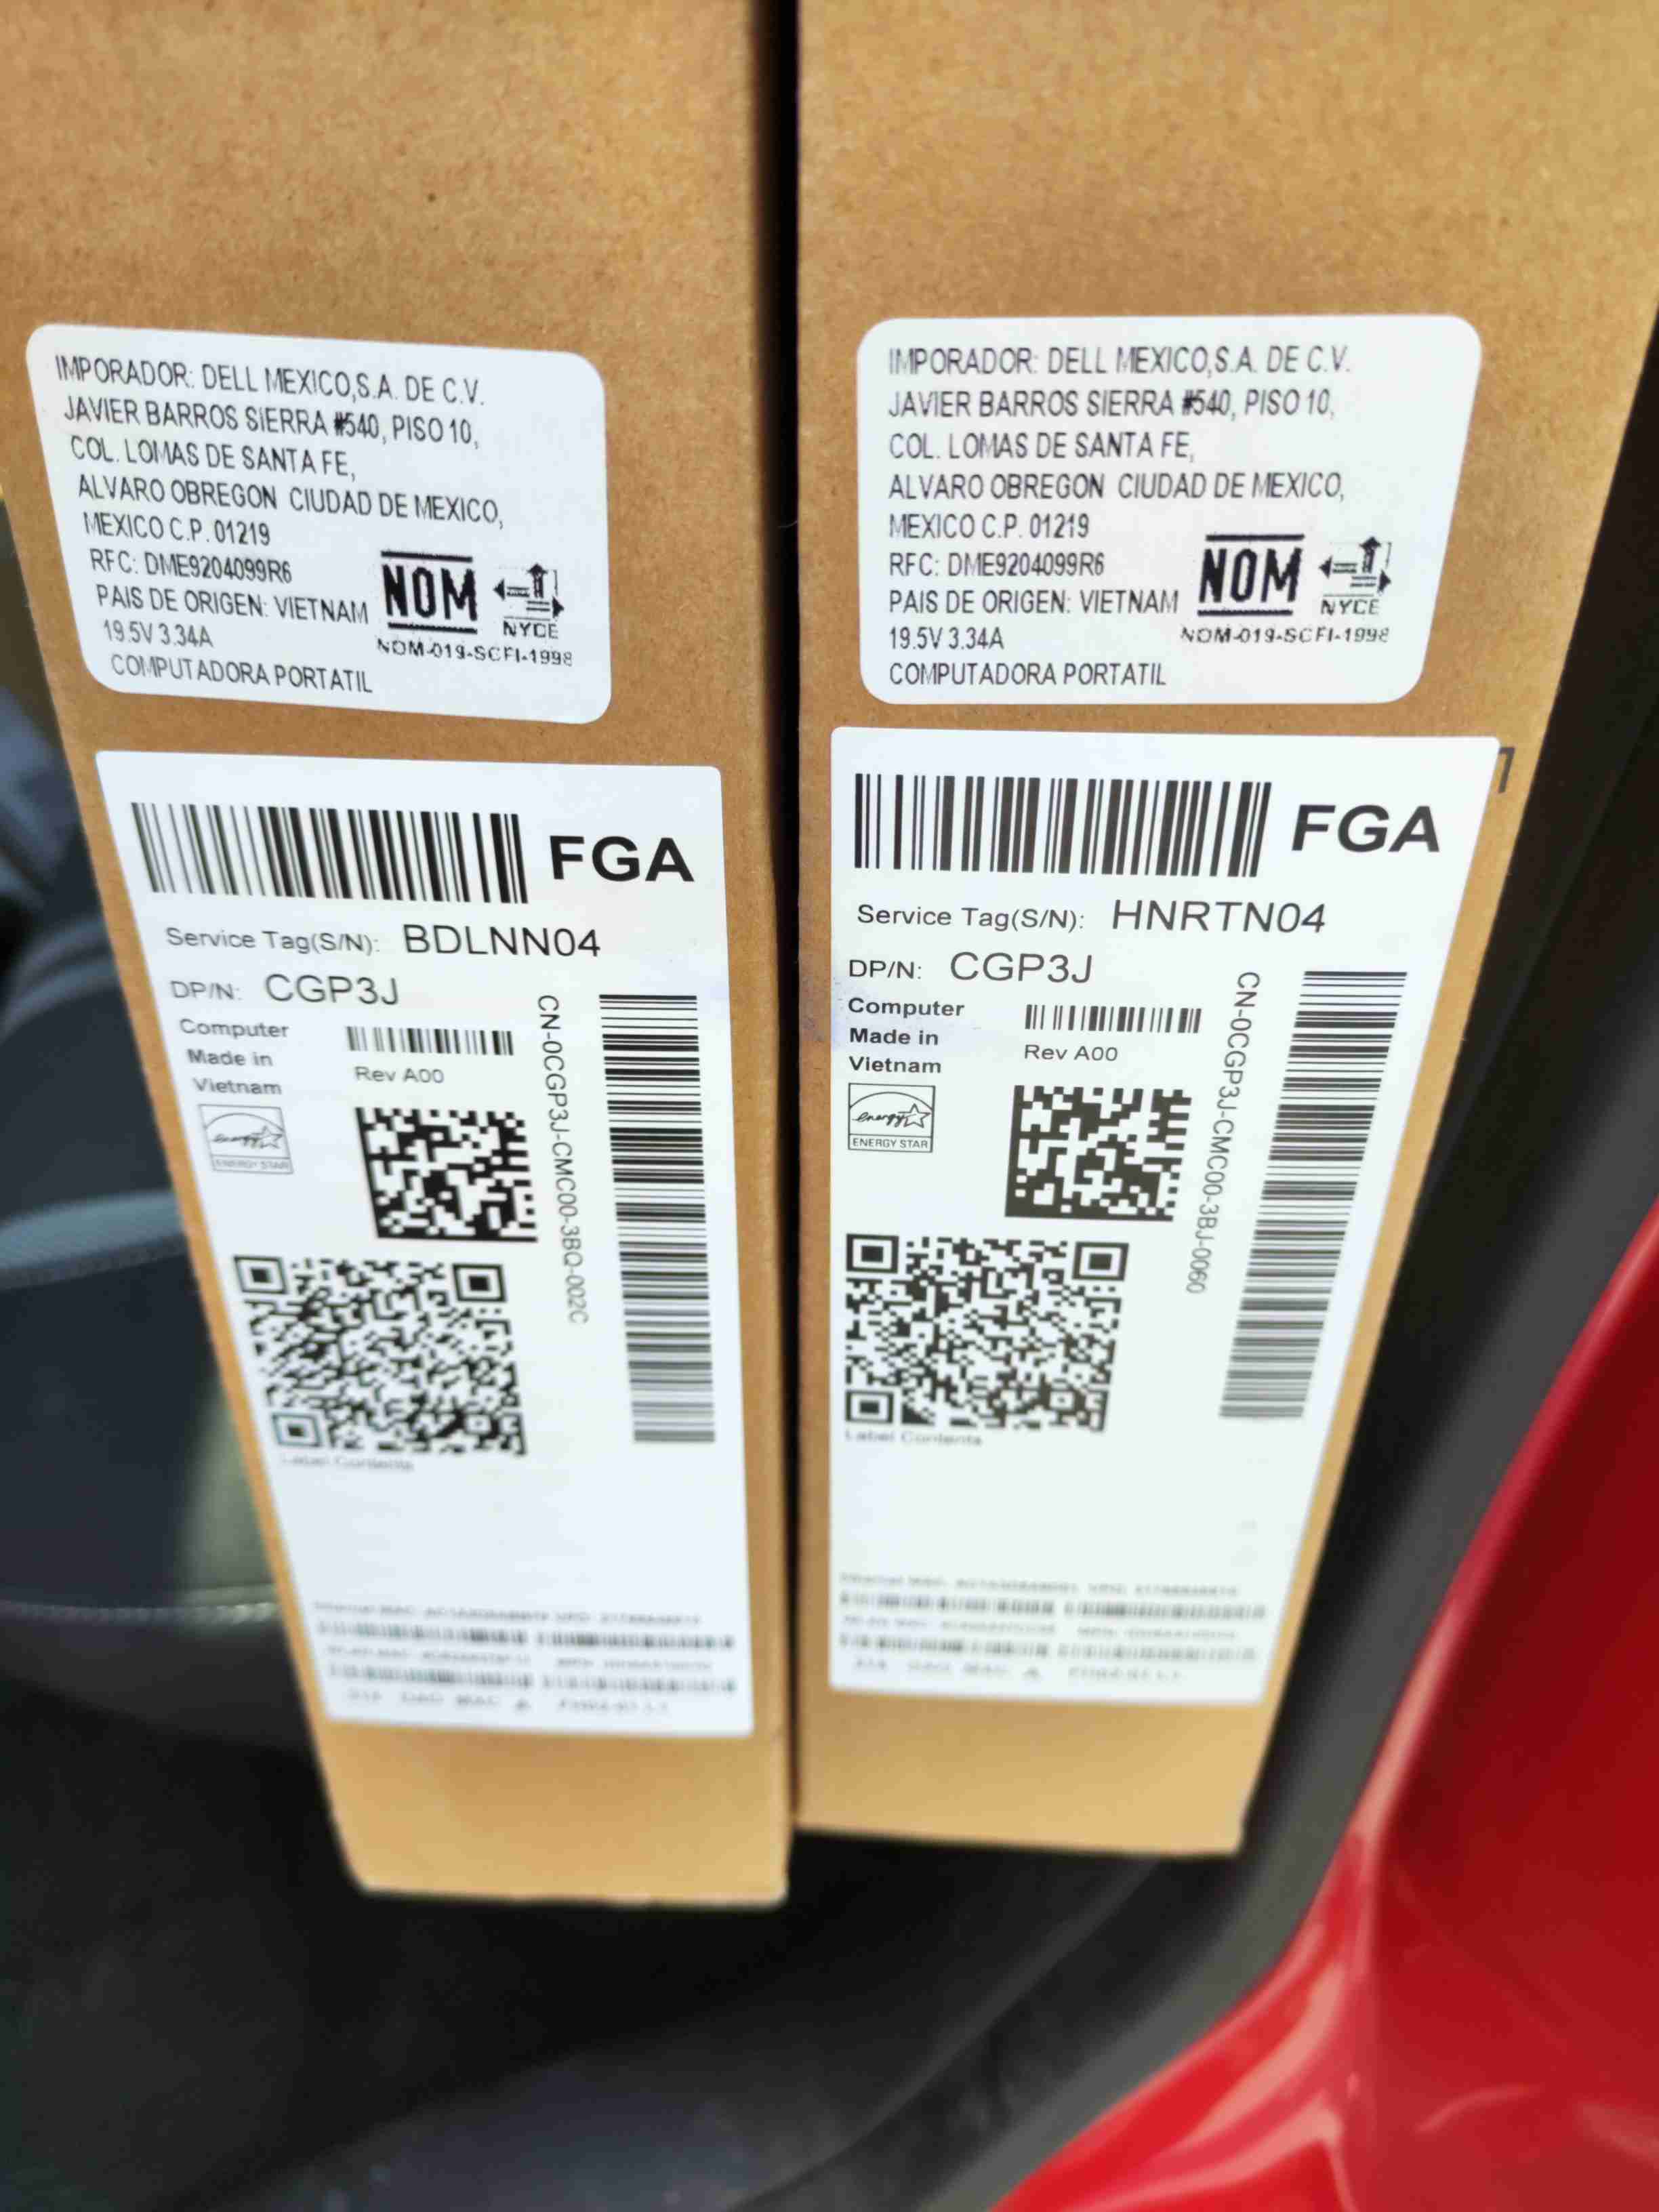 IMPORADOR: DELL MEXICO,S.A. DE C.V.
JAVIER BARROS SIERRA #540, PISO 10,
COL. LOMAS DE SANTA FE,
ALVARO OBREGON CIUDAD DE MEXICO,
MEXICO C.P. 01219
RFC: DME9204099R6
PAIS DE ORIGEN: VIETNAM
19.5V 3.34A
COMPUTADORA PORTATIL
NOM
NYCE
NOM-019-SCFI-1998
FGA
Service Tag(S/N): BDLNN04
DP/N: CGP3J
Computer
Made in
Vietnam
Rev A00
CN-0CGP3J-CMC00-3BQ-002C
energy
ENERGY STAR
Label Contents
IMPORADOR: DELL MEXICO,S.A. DE C.V.
JAVIER BARROS SIERRA #540, PISO 10,
COL. LOMAS DE SANTA FE,
ALVARO OBREGON CIUDAD DE MEXICO,
MEXICO C.P. 01219
RFC: DME9204099R6
PAIS DE ORIGEN: VIETNAM
19.5V 3.34A
COMPUTADORA PORTATIL
NOM
NYCE
NOM-019-SCFI-1998
FGA
Service Tag(S/N): HNRTN04
DP/N: CGP3J
Computer
Made in
Vietnam
Rev A00
CN-0CGP3J-CMC00-3BJ-0060
energy
ENERGY STAR
Label Contents